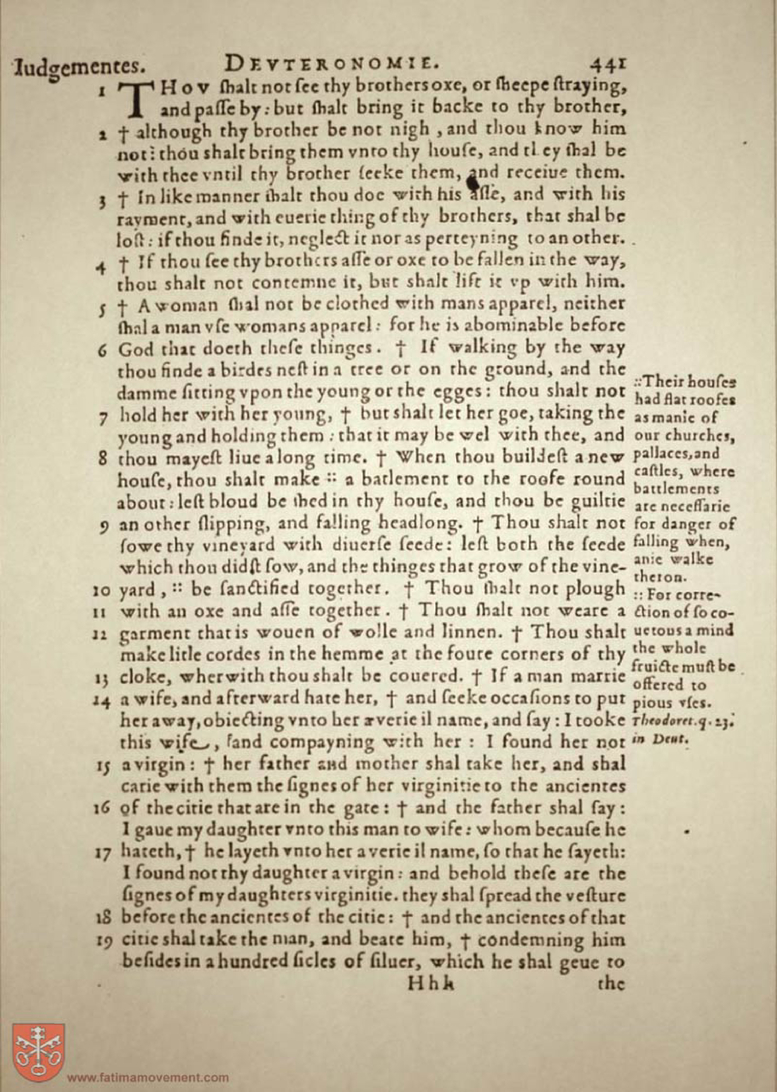 Iudgementes. DEVTERONOMIE. 441
1 THOV ſhalt not ſee thy brothers oxe, or ſheepe ſtraying,
and paſſe by: but ſhalt bring it backe to thy brother,
2 † although thy brother be not nigh, and thou know him
not: thou shalt bring them vnto thy houſe, and they ſhal be
with thee vntil thy brother ſeeke them, and receiue them.
3 † In like manner ſhalt thou doe with his aſſe, and with his
rayment, and with euerie thing of thy brothers, that shal be
loſt: if thou finde it, neglect it not as perteyning to an other.
4 † If thou ſee thy brothers aſſe or oxe to be fallen in the way,
thou shalt not contemne it, but shalt lift it vp with him.
5 † A woman ſhal not be clothed with mans apparel, neither
ſhal a man vſe womans apparel: for he is abominable before
6 God that doeth theſe thinges. † If walking by the way
thou finde a birdes neſt in a tree or on the ground, and the
damme ſitting vpon the young or the egges: thou shalt not
7 hold her with her young, † but shalt let her goe, taking the
young and holding them: that it may be wel with thee, and
8 thou mayeſt liue a long time. † When thou buildeſt a new
houſe, thou shalt make :: a batlement to the rooſe round
about: leſt bloud be ſhed in thy houſe, and thou be guiltie
9 an other ſlipping, and falling headlong. † Thou shalt not
ſowe thy vineyard with diuerſe ſeede: leſt both the ſeede
which thou didſt ſow, and the thinges that grow of the vine-
10 yard, :: be ſanctified together. † Thou ſhalt not plough
11 with an oxe and aſſe together. † Thou ſhalt not weare a
12 garment that is wouen of wolle and linnen. † Thou shalt
make litle cordes in the hemme at the foure corners of thy
13 cloke, wherwith thou shalt be couered. † If a man marrie
14 a wife, and afterward hate her, † and ſeeke occaſions to put
her away, obiecting vnto her a verie il name, and ſay: I tooke
this wife, and compayning with her: I found her not
15 a virgin: † her father and mother shal take her, and shal
carie with them the ſignes of her virginitie to the ancientes
16 of the citie that are in the gate: † and the father shal ſay:
I gaue my daughter vnto this man to wife: whom becauſe he
17 hateth, † he layeth vnto her a verie il name, ſo that he ſayeth:
I found not thy daughter a virgin: and behold theſe are the
ſignes of my daughters virginitie. they shal ſpread the veſture
18 before the ancientes of the citie: † and the ancientes of that
19 citie shal take the man, and beate him, † condemning him
beſides in a hundred ſicles of ſiluer, which he shal geue to
Hhh the
::Their houſes
had flat roofes
as manie of
our churches,
pallaces, and
caſtles, where
battlements
are neceſſarie
for danger of
falling when,
anie walke
theron.
:: For corre-
ction of ſo co-
uetous a mind
the whole
fruicte muſt be
offered to
pious vſes.
Theodoret. q. 23.
in Deut.
www.fatimamovement.com